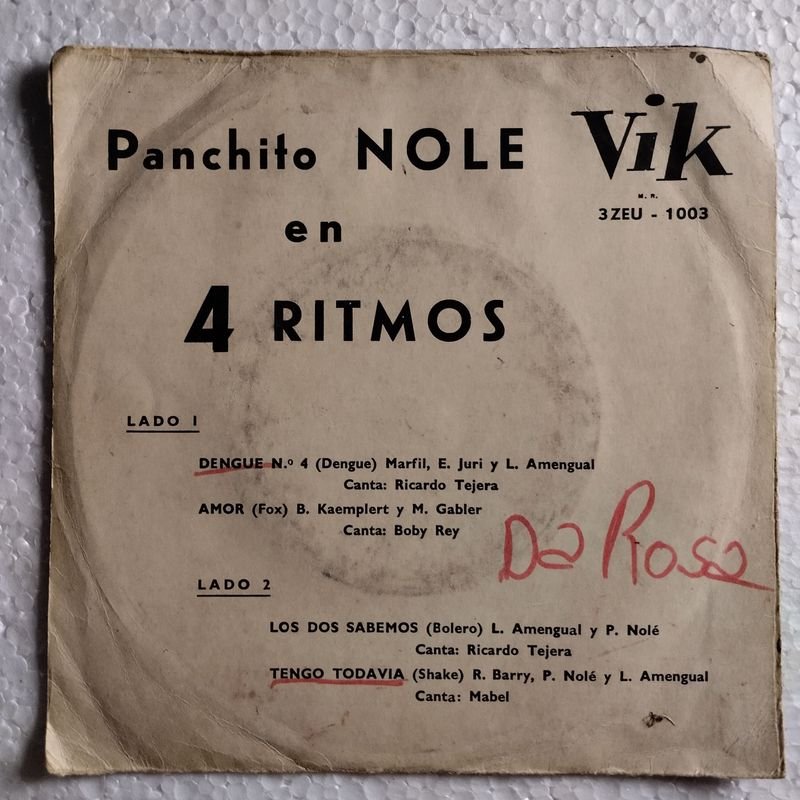 Panchito NOLE
Vik
M. R.
3ZEU - 1003
en
4 RITMOS
LADO 1
DENGUE N.º 4 (Dengue) Marfil, E. Juri y L. Amengual
Canta: Ricardo Tejera
AMOR (Fox) B. Kaemplert y M. Gabler
Canta: Boby Rey
Da Rosa
LADO 2
LOS DOS SABEMOS (Bolero) L. Amengual y P. Nolé
Canta: Ricardo Tejera
TENGO TODAVIA (Shake) R. Barry, P. Nolé y L. Amengual
Canta: Mabel